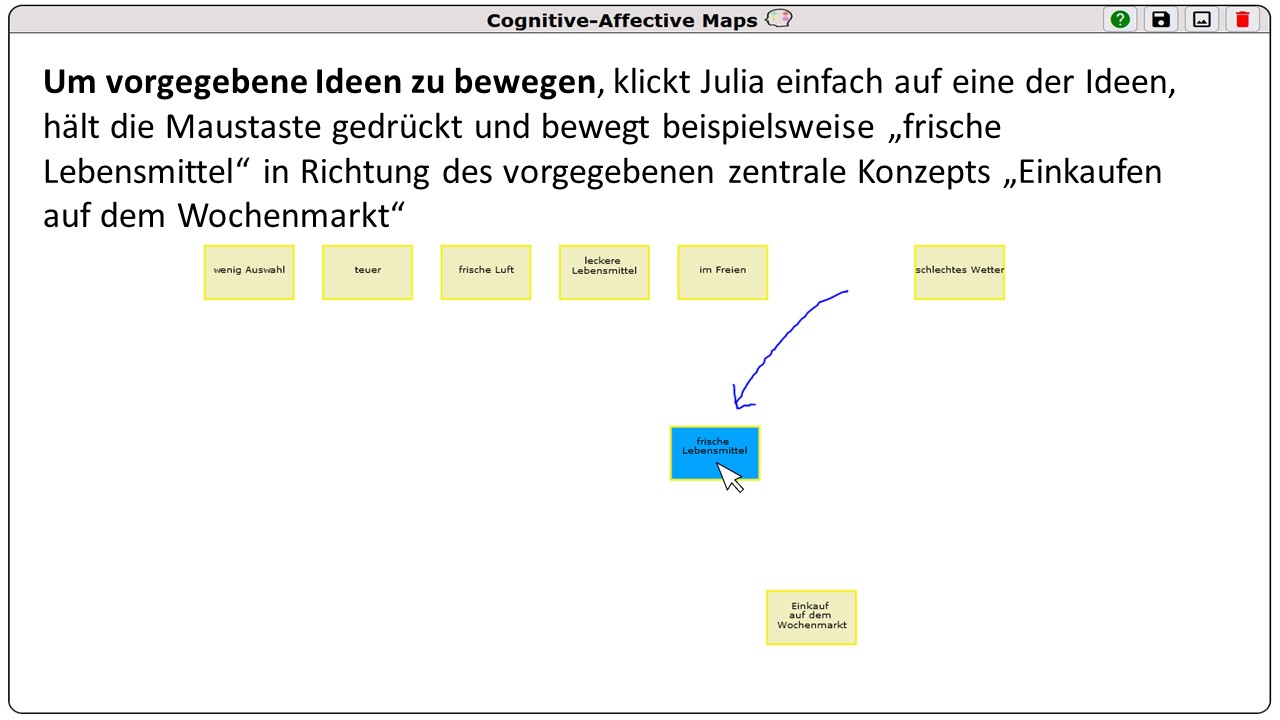 Cognitive-Affective Maps
Um vorgegebene Ideen zu bewegen, klickt Julia einfach auf eine der Ideen,
hält die Maustaste gedrückt und bewegt beispielsweise „frische
Lebensmittel“ in Richtung des vorgegebenen zentrale Konzepts „Einkaufen
auf dem Wochenmarkt“
wenig Auswahl
teuer
frische Luft
leckere
Lebensmittel
im Freien
schlechtes Wetter
frische
Lebensmittel
Einkauf
auf dem
Wochenmarkt